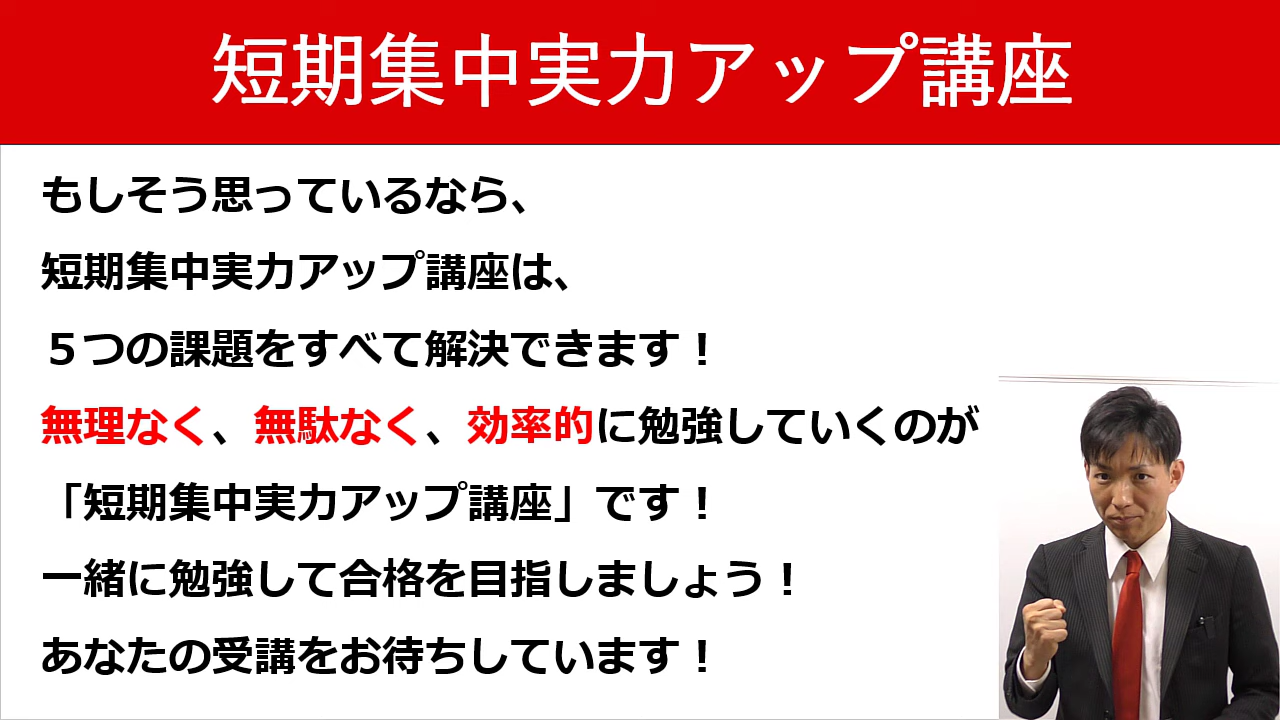 短期集中実力アップ講座
もしそう思っているなら、
短期集中実力アップ講座は、
５つの課題をすべて解決できます！
無理なく、無駄なく、効率的に勉強していくのが
「短期集中実力アップ講座」です！
一緒に勉強して合格を目指しましょう！
あなたの受講をお待ちしています！